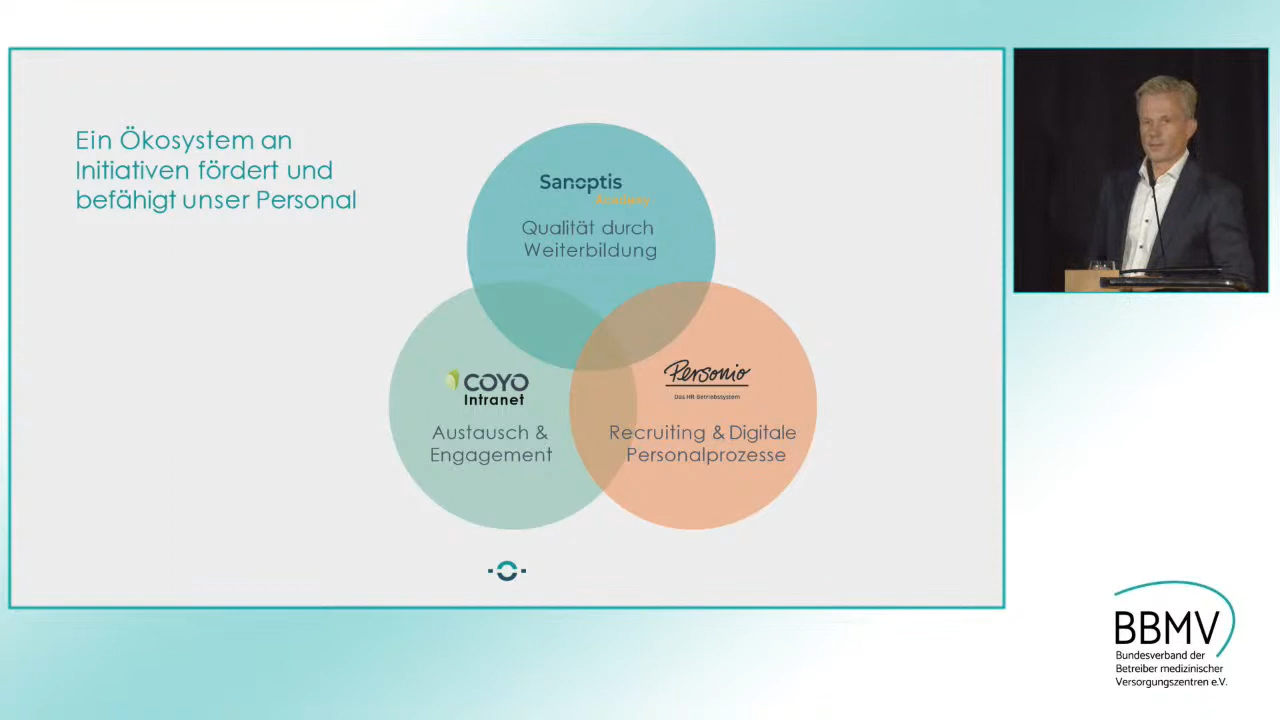 Ein Ökosystem an
Initiativen fördert und
befähigt unser Personal
Sanoptis
Academy
Qualität durch
Weiterbildung
COYO
Intranet
Austausch &
Engagement
Personio
Das HR-Betriebssystem
Recruiting & Digitale
Personalprozesse
BBMV
Bundesverband der
Betreiber medizinischer
Versorgungszentren e.V.